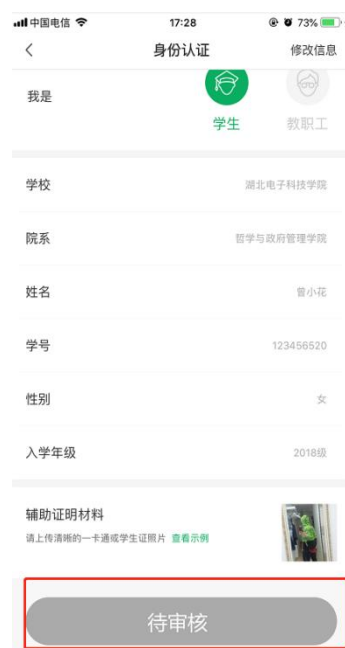 中国电信 17:28 73%
身份认证 修改信息
我是 学生 教职工
学校 湖北电子科技学院
院系 哲学与政府管理学院
姓名 曾小花
学号 123456520
性别 女
入学年级 2018级
辅助证明材料
请上传清晰的一卡通或学生证照片 查看示例
待审核